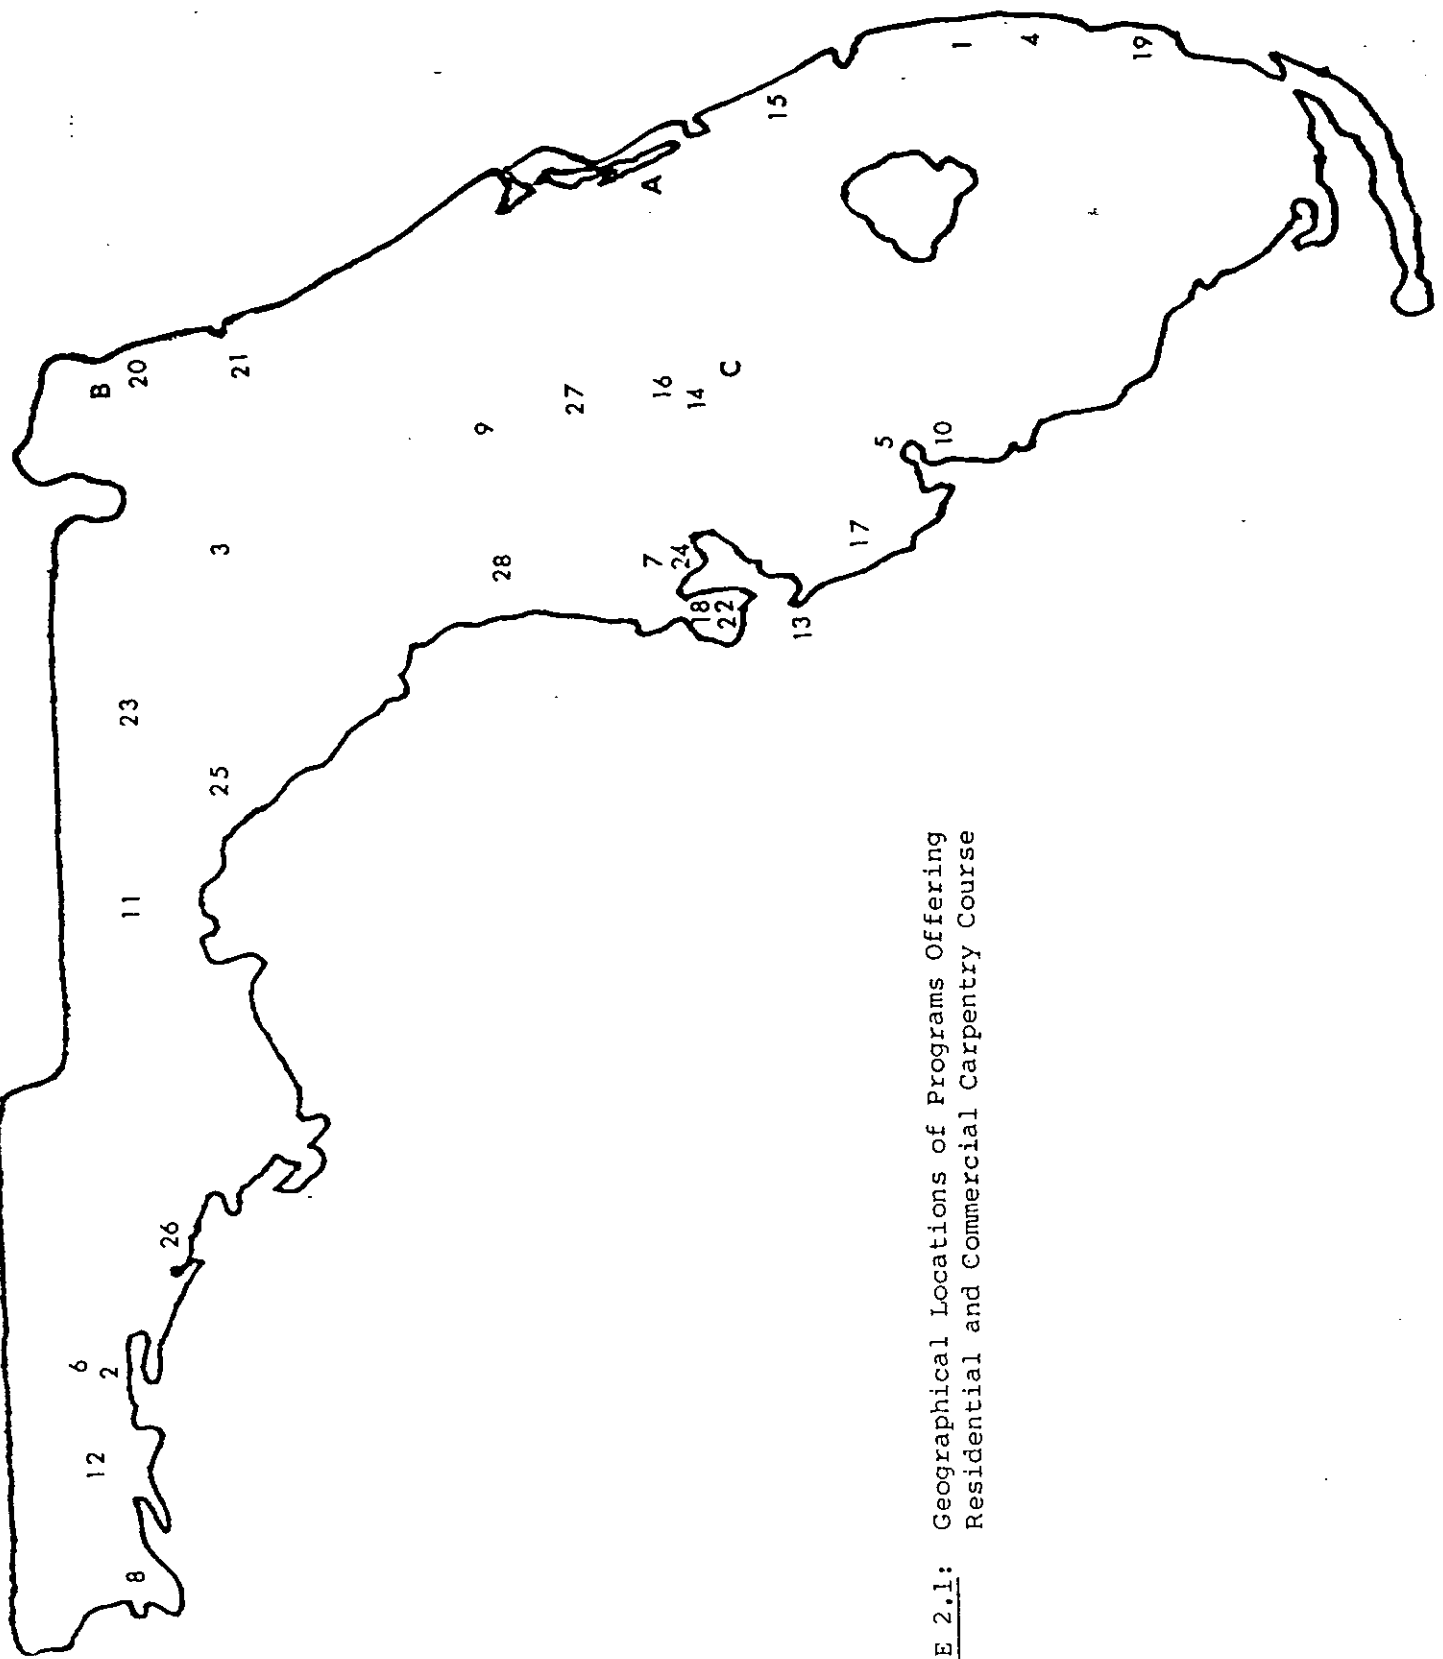 6
12
B
2
8 11 23 20
26
25 3 21
9
28
27
7 A
16
24
18 14
22 C
15
13
17
5
10
1
4
19
E 2.1: Geographical Locations of Programs Offering
Residential and Commercial Carpentry Course